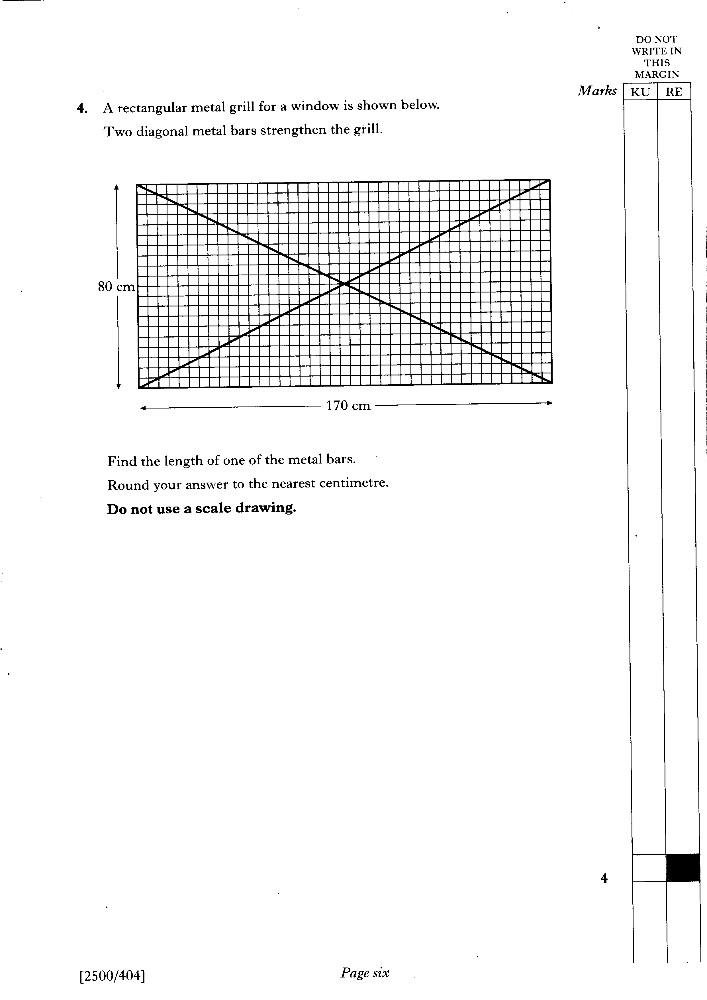 DO NOT
WRITE IN
THIS
MARGIN
Marks KU RE
4. A rectangular metal grill for a window is shown below.
Two diagonal metal bars strengthen the grill.
80 cm
170 cm
Find the length of one of the metal bars.
Round your answer to the nearest centimetre.
Do not use a scale drawing.
4
[2500/404] Page six